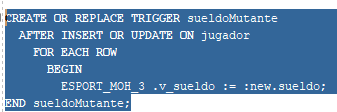 CREATE OR REPLACE TRIGGER sueldoMutante
AFTER INSERT OR UPDATE ON jugador
FOR EACH ROW
BEGIN
ESPORT_MOH_3 .v_sueldo := :new.sueldo;
END sueldoMutante;